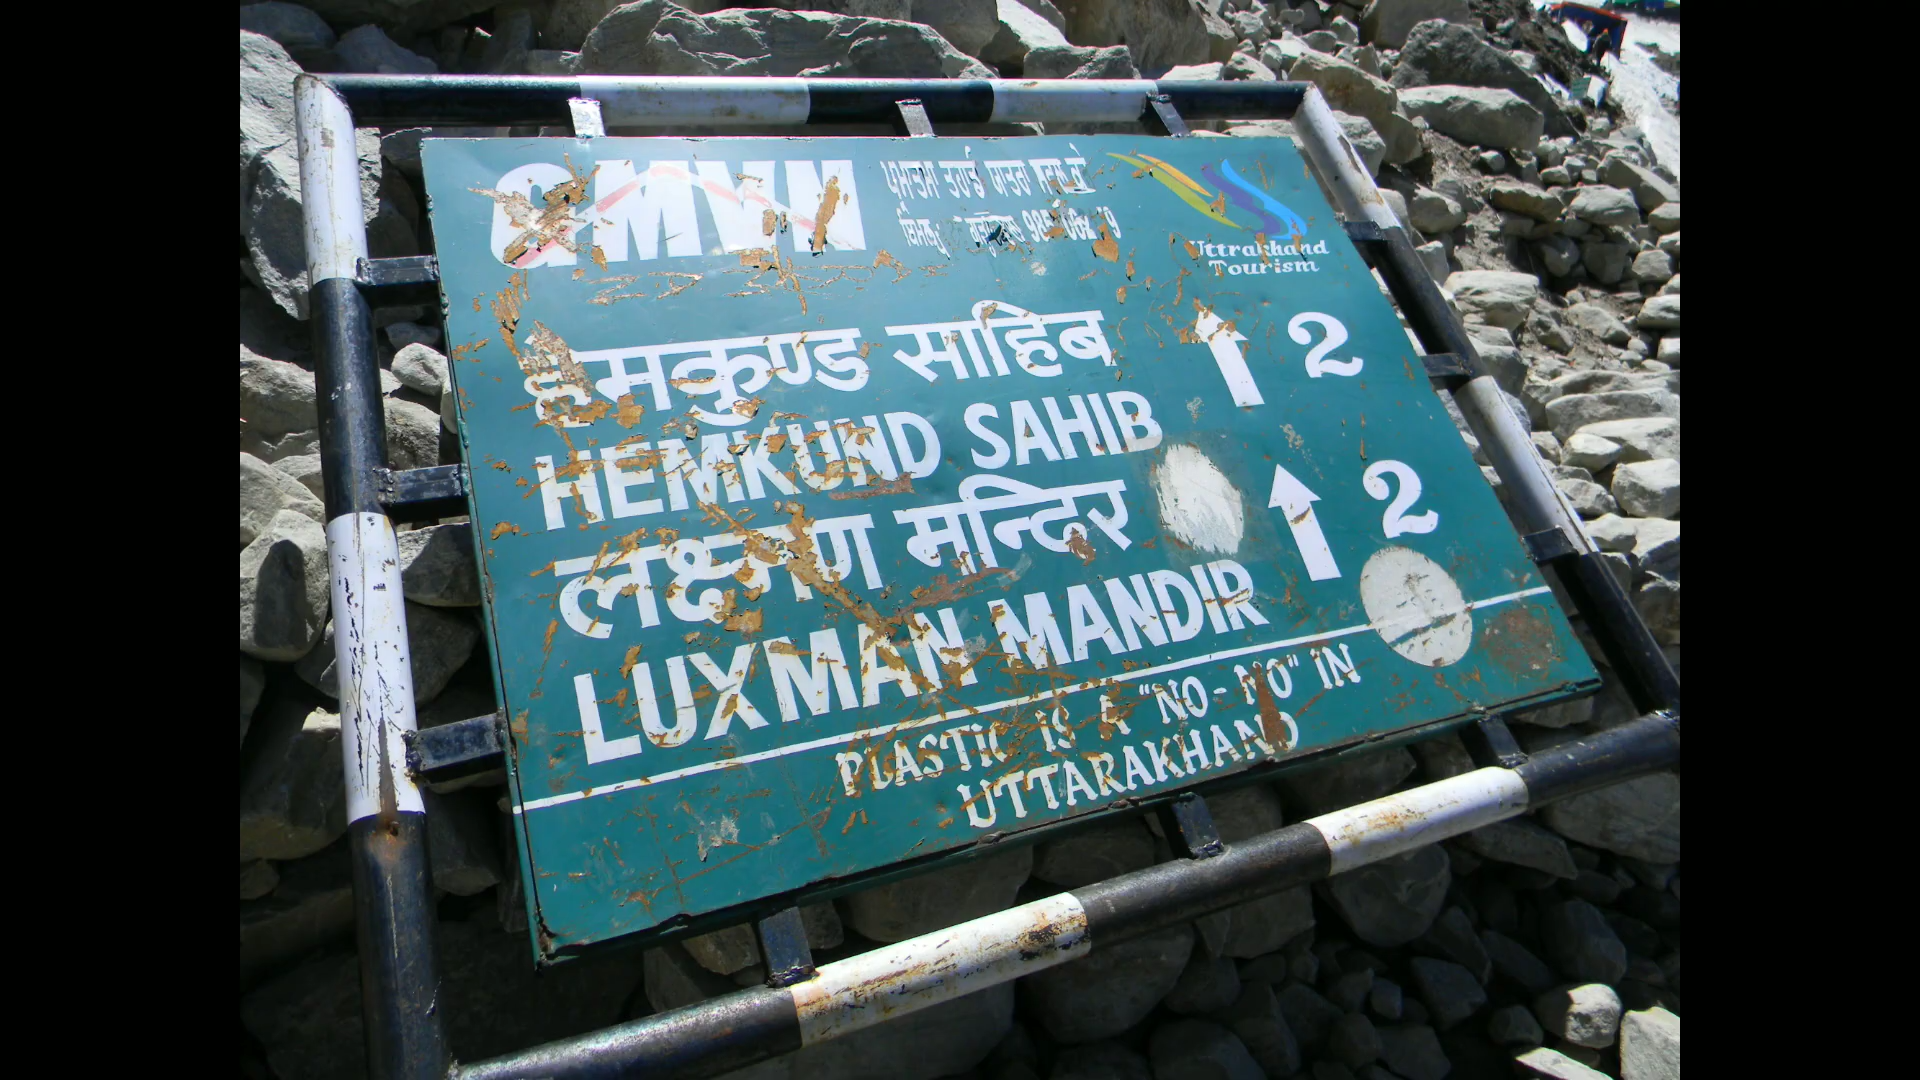 GMVN
Uttrakhand
Tourism
हेमकुण्ड साहिब ↑ 2
HEMKUND SAHIB
लक्ष्मण मन्दिर ↑ 2
LUXMAN MANDIR
PLASTIC IS A "NO-NO" IN
UTTARAKHAND